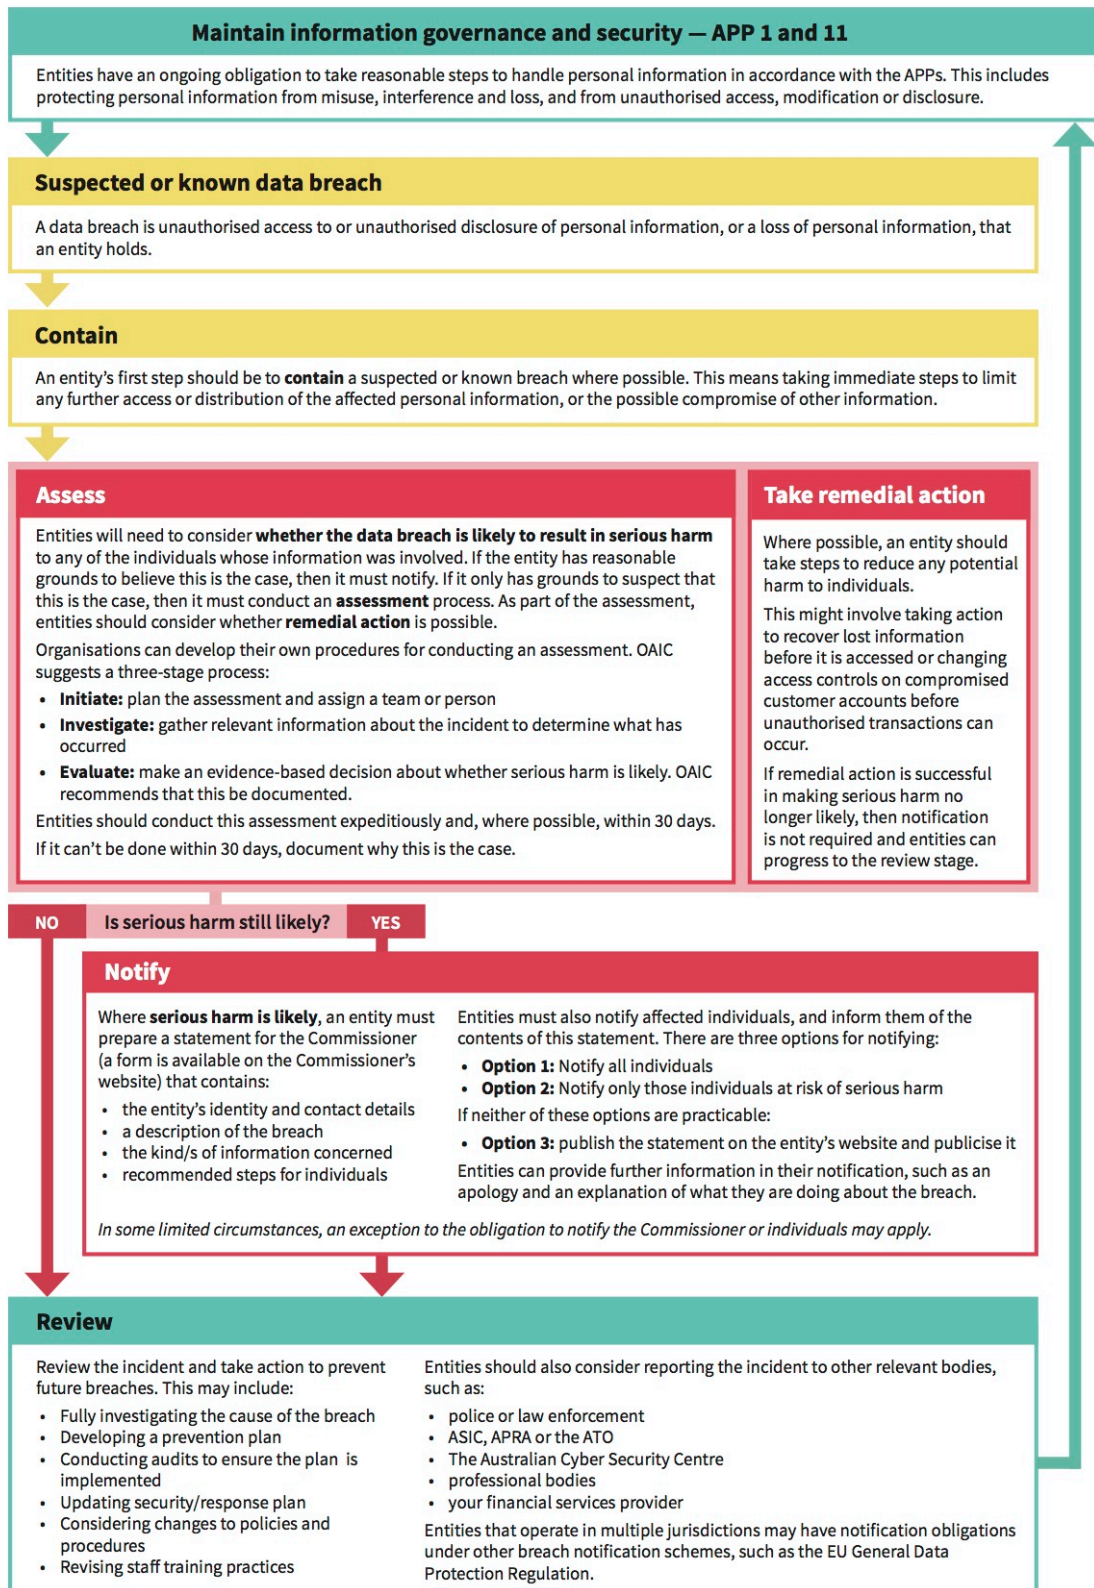 Maintain information governance and security — APP 1 and 11
Entities have an ongoing obligation to take reasonable steps to handle personal information in accordance with the APPs. This includes
protecting personal information from misuse, interference and loss, and from unauthorised access, modification or disclosure.
Suspected or known data breach
A data breach is unauthorised access to or unauthorised disclosure of personal information, or a loss of personal information, that
an entity holds.
Contain
An entity’s first step should be to contain a suspected or known breach where possible. This means taking immediate steps to limit
any further access or distribution of the affected personal information, or the possible compromise of other information.
Assess
Entities will need to consider whether the data breach is likely to result in serious harm
to any of the individuals whose information was involved. If the entity has reasonable
grounds to believe this is the case, then it must notify. If it only has grounds to suspect that
this is the case, then it must conduct an assessment process. As part of the assessment,
entities should consider whether remedial action is possible.
Organisations can develop their own procedures for conducting an assessment. OAIC
suggests a three-stage process:
• Initiate: plan the assessment and assign a team or person
• Investigate: gather relevant information about the incident to determine what has
occurred
• Evaluate: make an evidence-based decision about whether serious harm is likely. OAIC
recommends that this be documented.
Entities should conduct this assessment expeditiously and, where possible, within 30 days.
If it can’t be done within 30 days, document why this is the case.
Take remedial action
Where possible, an entity should
take steps to reduce any potential
harm to individuals.
This might involve taking action
to recover lost information
before it is accessed or changing
access controls on compromised
customer accounts before
unauthorised transactions can
occur.
If remedial action is successful
in making serious harm no
longer likely, then notification
is not required and entities can
progress to the review stage.
NO Is serious harm still likely? YES
Notify
Where serious harm is likely, an entity must
prepare a statement for the Commissioner
(a form is available on the Commissioner’s
website) that contains:
• the entity’s identity and contact details
• a description of the breach
• the kind/s of information concerned
• recommended steps for individuals
Entities must also notify affected individuals, and inform them of the
contents of this statement. There are three options for notifying:
• Option 1: Notify all individuals
• Option 2: Notify only those individuals at risk of serious harm
If neither of these options are practicable:
• Option 3: publish the statement on the entity’s website and publicise it
Entities can provide further information in their notification, such as an
apology and an explanation of what they are doing about the breach.
In some limited circumstances, an exception to the obligation to notify the Commissioner or individuals may apply.
Review
Review the incident and take action to prevent
future breaches. This may include:
• Fully investigating the cause of the breach
• Developing a prevention plan
• Conducting audits to ensure the plan is
implemented
• Updating security/response plan
• Considering changes to policies and
procedures
• Revising staff training practices
Entities should also consider reporting the incident to other relevant bodies,
such as:
• police or law enforcement
• ASIC, APRA or the ATO
• The Australian Cyber Security Centre
• professional bodies
• your financial services provider
Entities that operate in multiple jurisdictions may have notification obligations
under other breach notification schemes, such as the EU General Data
Protection Regulation.